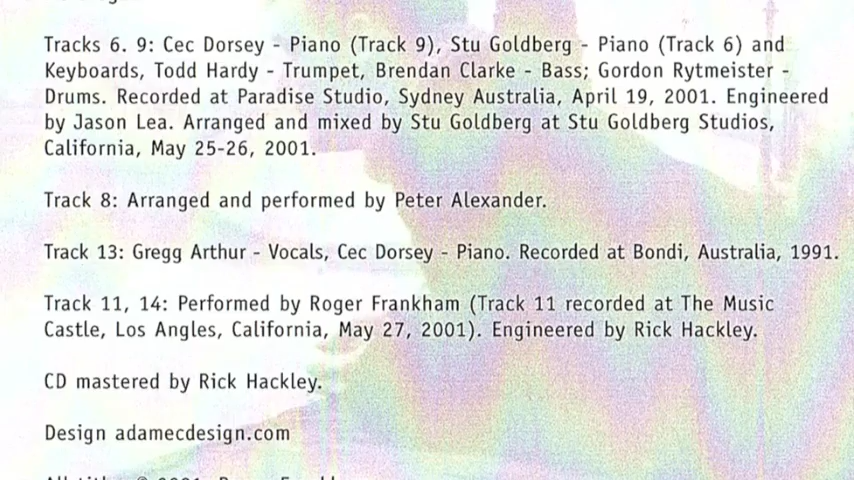 Tracks 6. 9: Cec Dorsey - Piano (Track 9), Stu Goldberg - Piano (Track 6) and
Keyboards, Todd Hardy - Trumpet, Brendan Clarke - Bass; Gordon Rytmeister -
Drums. Recorded at Paradise Studio, Sydney Australia, April 19, 2001. Engineered
by Jason Lea. Arranged and mixed by Stu Goldberg at Stu Goldberg Studios,
California, May 25-26, 2001.
Track 8: Arranged and performed by Peter Alexander.
Track 13: Gregg Arthur - Vocals, Cec Dorsey - Piano. Recorded at Bondi, Australia, 1991.
Track 11, 14: Performed by Roger Frankham (Track 11 recorded at The Music
Castle, Los Angles, California, May 27, 2001). Engineered by Rick Hackley.
CD mastered by Rick Hackley.
Design adamecdesign.com